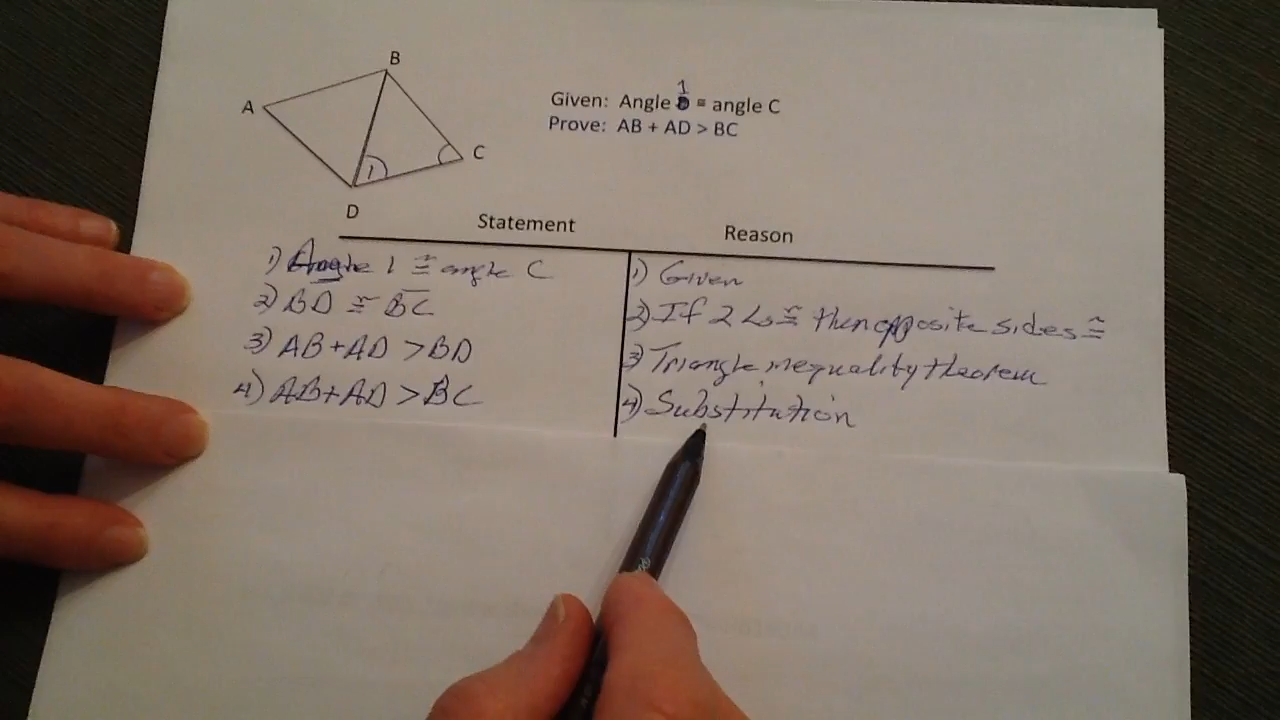 B
A
C
1
D
Given: Angle 1 ≅ angle C
Prove: AB + AD > BC
Statement
Reason
1) Angle 1 ≅ angle C
1) Given
2) BD ≅ BC
2) If 2 ∠s ≅ then opposite sides ≅
3) AB + AD > BD
3) Triangle inequality theorem
4) AB + AD > BC
4) Substitution